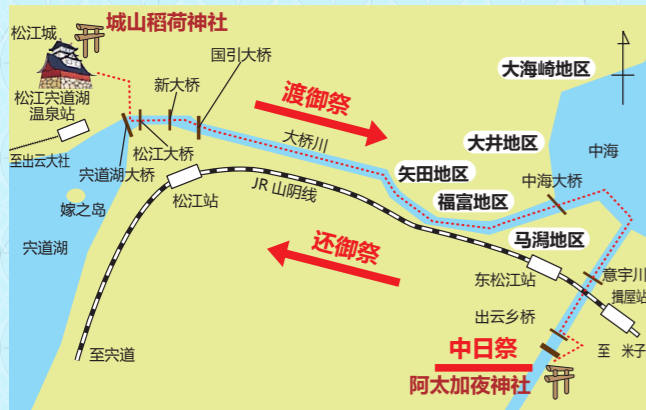 松江城
城山稲荷神社
国引大桥
新大桥
松江宍道湖
温泉站
至出云大社
宍道湖大桥
松江大桥
渡御祭
大桥川
大海崎地区
大井地区
中海
矢田地区
中海大桥
福富地区
马潟地区
松江站
JR 山阴线
嫁之岛
宍道湖
还御祭
东松江站
意宇川
揖屋站
出云乡桥
中日祭
至 米子
至宍道
阿太加夜神社